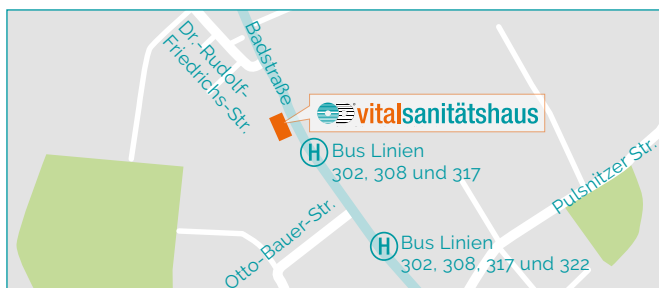 Dr.-Rudolf-
Friedrichs-Str.
Badstraße
vitalsanitätshaus
H Bus Linien
302, 308 und 317
Pulsnitzer Str.
Otto-Bauer-Str.
H Bus Linien
302, 308, 317 und 322